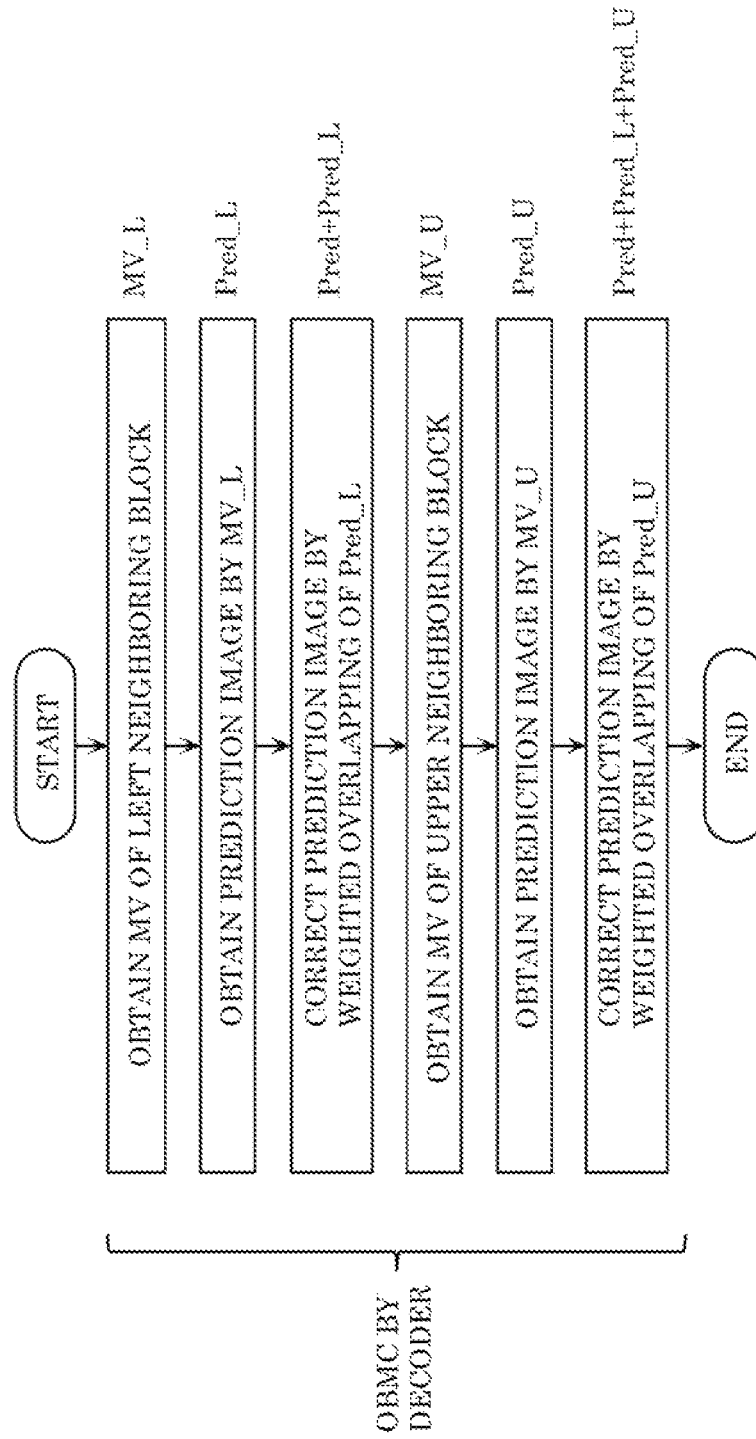 START
OBTAIN MV OF LEFT NEIGHBORING BLOCK
MV_L
OBTAIN PREDICTION IMAGE BY MV_L
Pred_L
CORRECT PREDICTION IMAGE BY
WEIGHTED OVERLAPPING OF Pred_L
Pred+Pred_L
OBTAIN MV OF UPPER NEIGHBORING BLOCK
MV_U
OBTAIN PREDICTION IMAGE BY MV_U
Pred_U
CORRECT PREDICTION IMAGE BY
WEIGHTED OVERLAPPING OF Pred_U
Pred+Pred_L+Pred_U
END
OBMC BY
DECODER